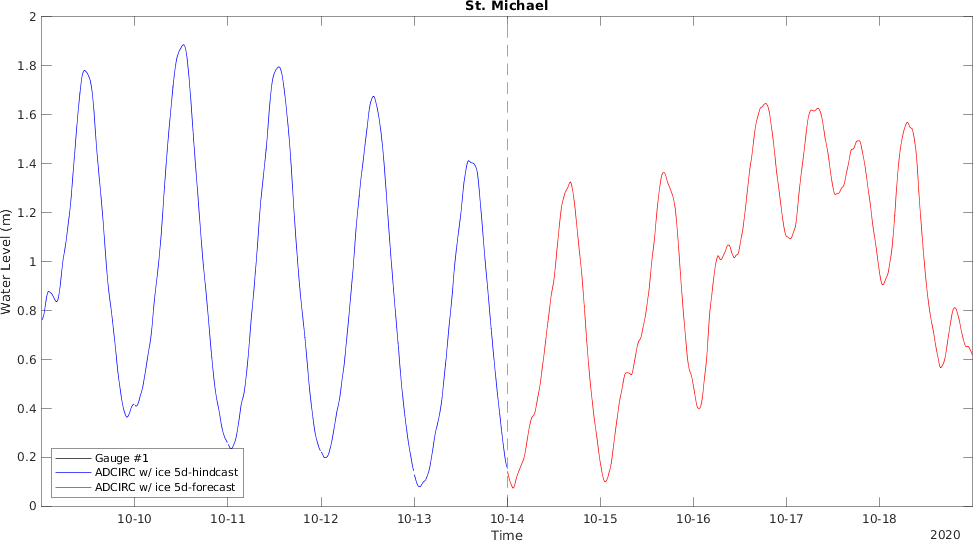 St. Michael
Water Level (m)
2
1.8
1.6
1.4
1.2
1
0.8
0.6
0.4
0.2
0
Gauge #1
ADCIRC w/ ice 5d-hindcast
ADCIRC w/ ice 5d-forecast
10-10 10-11 10-12 10-13 10-14 10-15 10-16 10-17 10-18
Time
2020